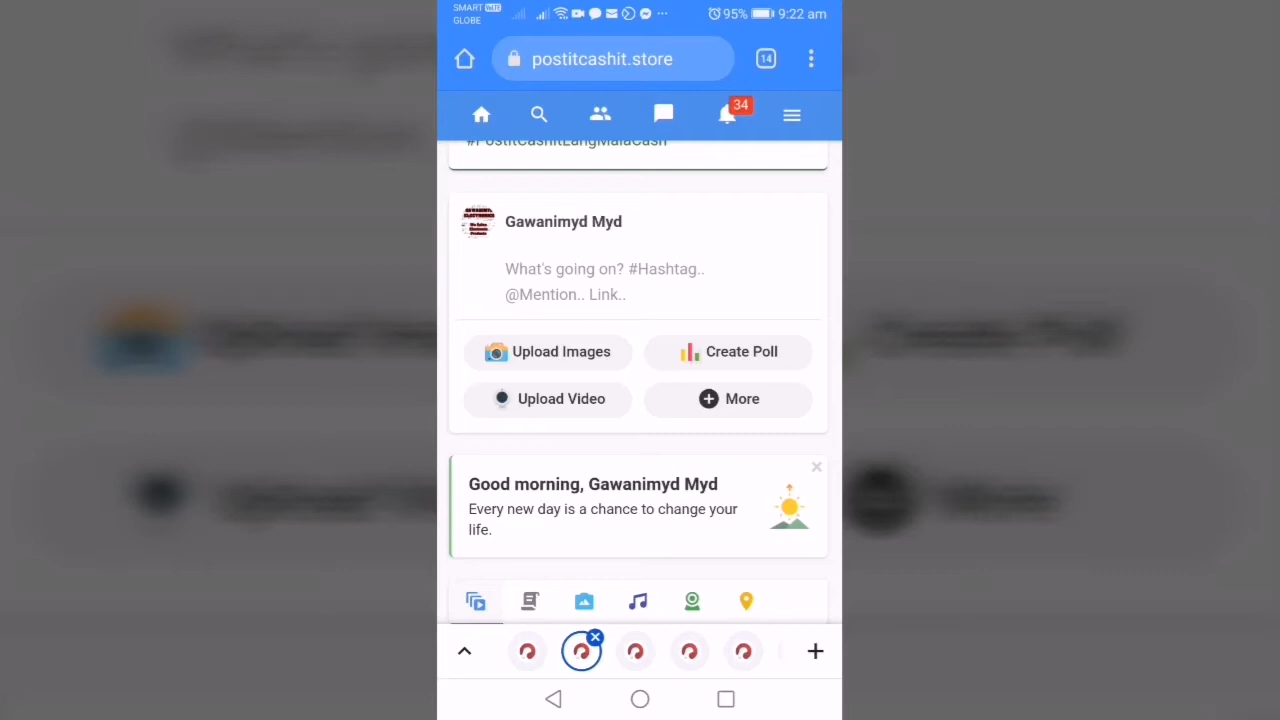 SMART VoLTE
GLOBE
95% 9:22 am
postitcashit.store
14
34
#PostitCashitLangMalaCash
Gawanimyd Myd
What's going on? #Hashtag..
@Mention.. Link..
Upload Images
Create Poll
Upload Video
More
Good morning, Gawanimyd Myd
Every new day is a chance to change your
life.